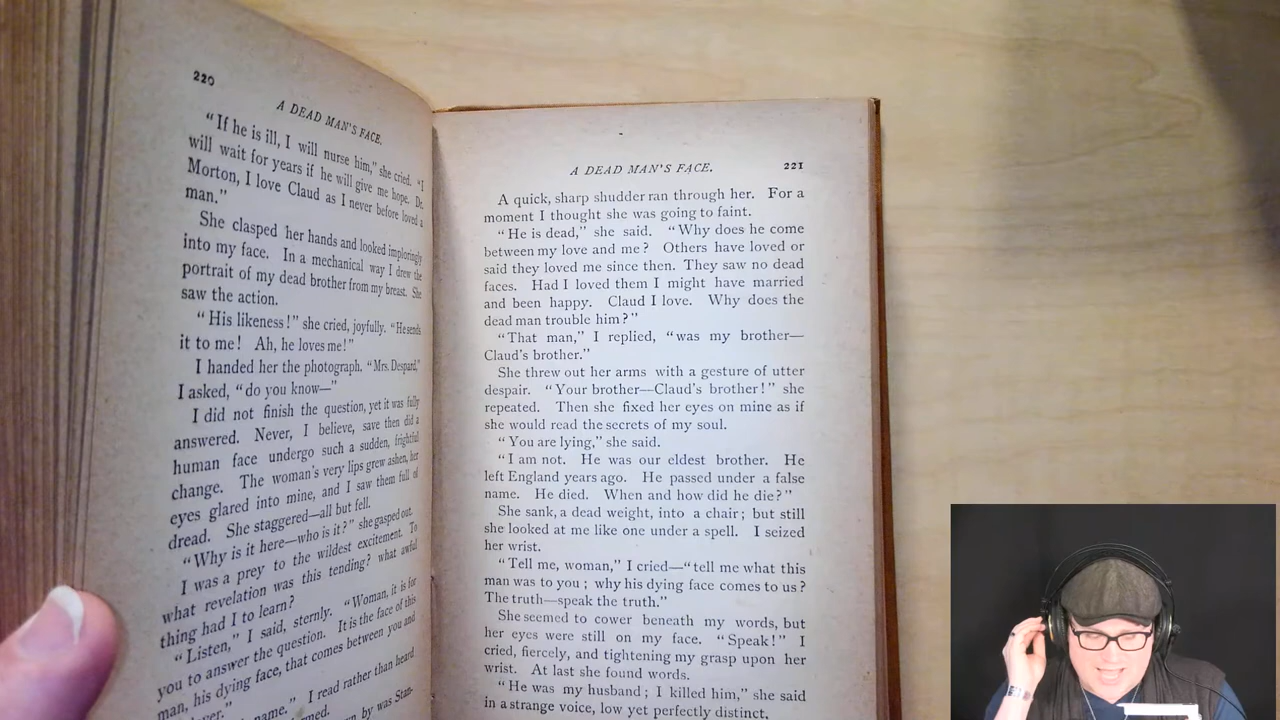 220
A DEAD MAN'S FACE.
"If he is ill, I will nurse him," she cried. "I
will wait for years if he will give me hope. Dr.
Morton, I love Claud as I never before loved a
man."
She clasped her hands and looked imploringly
into my face. In a mechanical way I drew the
portrait of my dead brother from my breast. She
saw the action.
"His likeness!" she cried, joyfully. "He sends
it to me! Ah, he loves me!"
I handed her the photograph. "Mrs. Despard,"
I asked, "do you know—"
I did not finish the question, yet it was fully
answered. Never, I believe, save then did a
human face undergo such a sudden, frightful
change. The woman's very lips grew ashen, her
eyes glared into mine, and I saw them full of
dread. She staggered—all but fell.
"Why is it here—who is it?" she gasped out.
I was a prey to the wildest excitement. To
what revelation was this tending? what awful
thing had I to learn?
"Listen," I said, sternly. "Woman, it is for
you to answer the question. It is the face of this
man, his dying face, that comes between you and
name." I read rather than heard
by was Stan-
A DEAD MAN'S FACE. 221
A quick, sharp shudder ran through her. For a
moment I thought she was going to faint.
"He is dead," she said. "Why does he come
between my love and me? Others have loved or
said they loved me since then. They saw no dead
faces. Had I loved them I might have married
and been happy. Claud I love. Why does the
dead man trouble him?"
"That man," I replied, "was my brother—
Claud's brother."
She threw out her arms with a gesture of utter
despair. "Your brother—Claud's brother!" she
repeated. Then she fixed her eyes on mine as if
she would read the secrets of my soul.
"You are lying," she said.
"I am not. He was our eldest brother. He
left England years ago. He passed under a false
name. He died. When and how did he die?"
She sank, a dead weight, into a chair; but still
she looked at me like one under a spell. I seized
her wrist.
"Tell me, woman," I cried—"tell me what this
man was to you; why his dying face comes to us?
The truth—speak the truth."
She seemed to cower beneath my words, but
her eyes were still on my face. "Speak!" I
cried, fiercely, and tightening my grasp upon her
wrist. At last she found words.
"He was my husband; I killed him," she said
in a strange voice, low yet perfectly distinct.